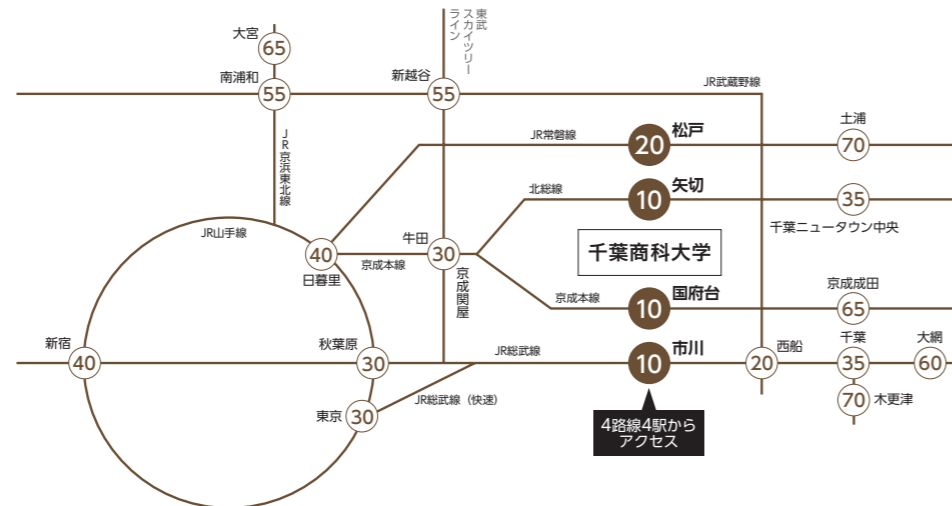 東武
スカイツリー
ライン
大宮
65
南浦和
55
新越谷
55
JR武蔵野線
JR京浜東北線
JR常磐線
20
松戸
土浦
70
北総線
10
矢切
35
千葉ニュータウン中央
JR山手線
40
日暮里
京成本線
牛田
30
京成関屋
千葉商科大学
京成本線
10
国府台
京成成田
65
新宿
40
秋葉原
30
JR総武線
10
市川
西船
20
千葉
35
大網
60
東京
30
JR総武線（快速）
70
木更津
4路線4駅から
アクセス